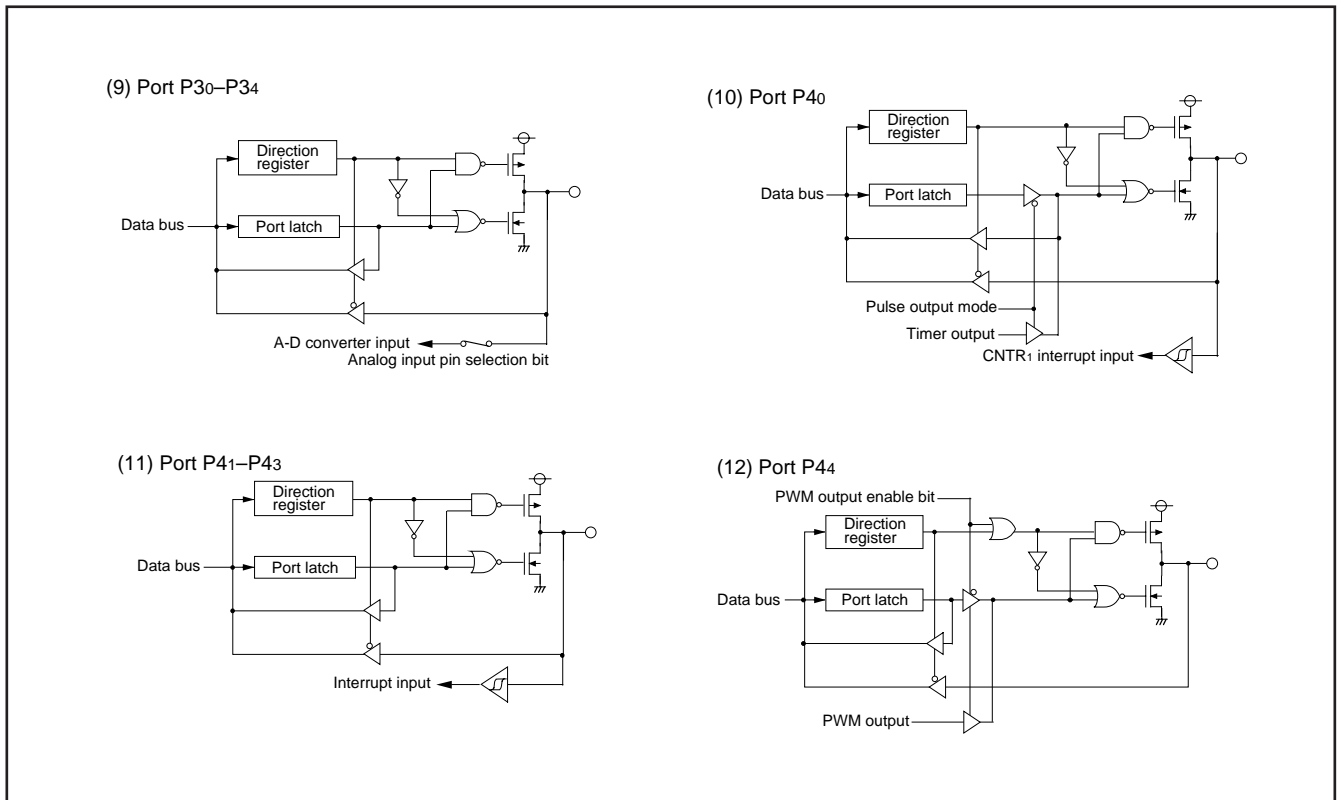 (9) Port P30–P34
Direction
register
Data bus
Port latch
A-D converter input
Analog input pin selection bit
(10) Port P40
Direction
register
Data bus
Port latch
Pulse output mode
Timer output
CNTR1 interrupt input
(11) Port P41–P43
Direction
register
Data bus
Port latch
Interrupt input
(12) Port P44
PWM output enable bit
Direction
register
Data bus
Port latch
PWM output